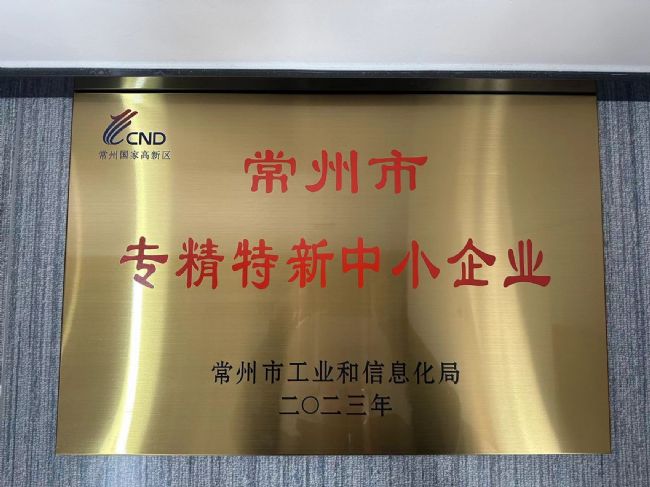 CND
常州国家高新区
常州市
专精特新中小企业
常州市工业和信息化局
二〇二三年